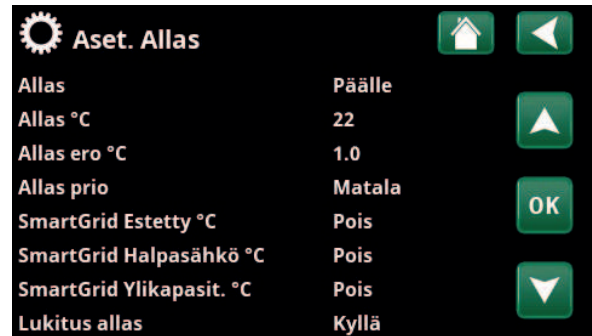 Aset. Allas
Allas Päälle
Allas °C 22
Allas ero °C 1.0
Allas prio Matala
OK
SmartGrid Estetty °C Pois
SmartGrid Halpasähkö °C Pois
SmartGrid Ylikapasit. °C Pois
Lukitus allas Kyllä